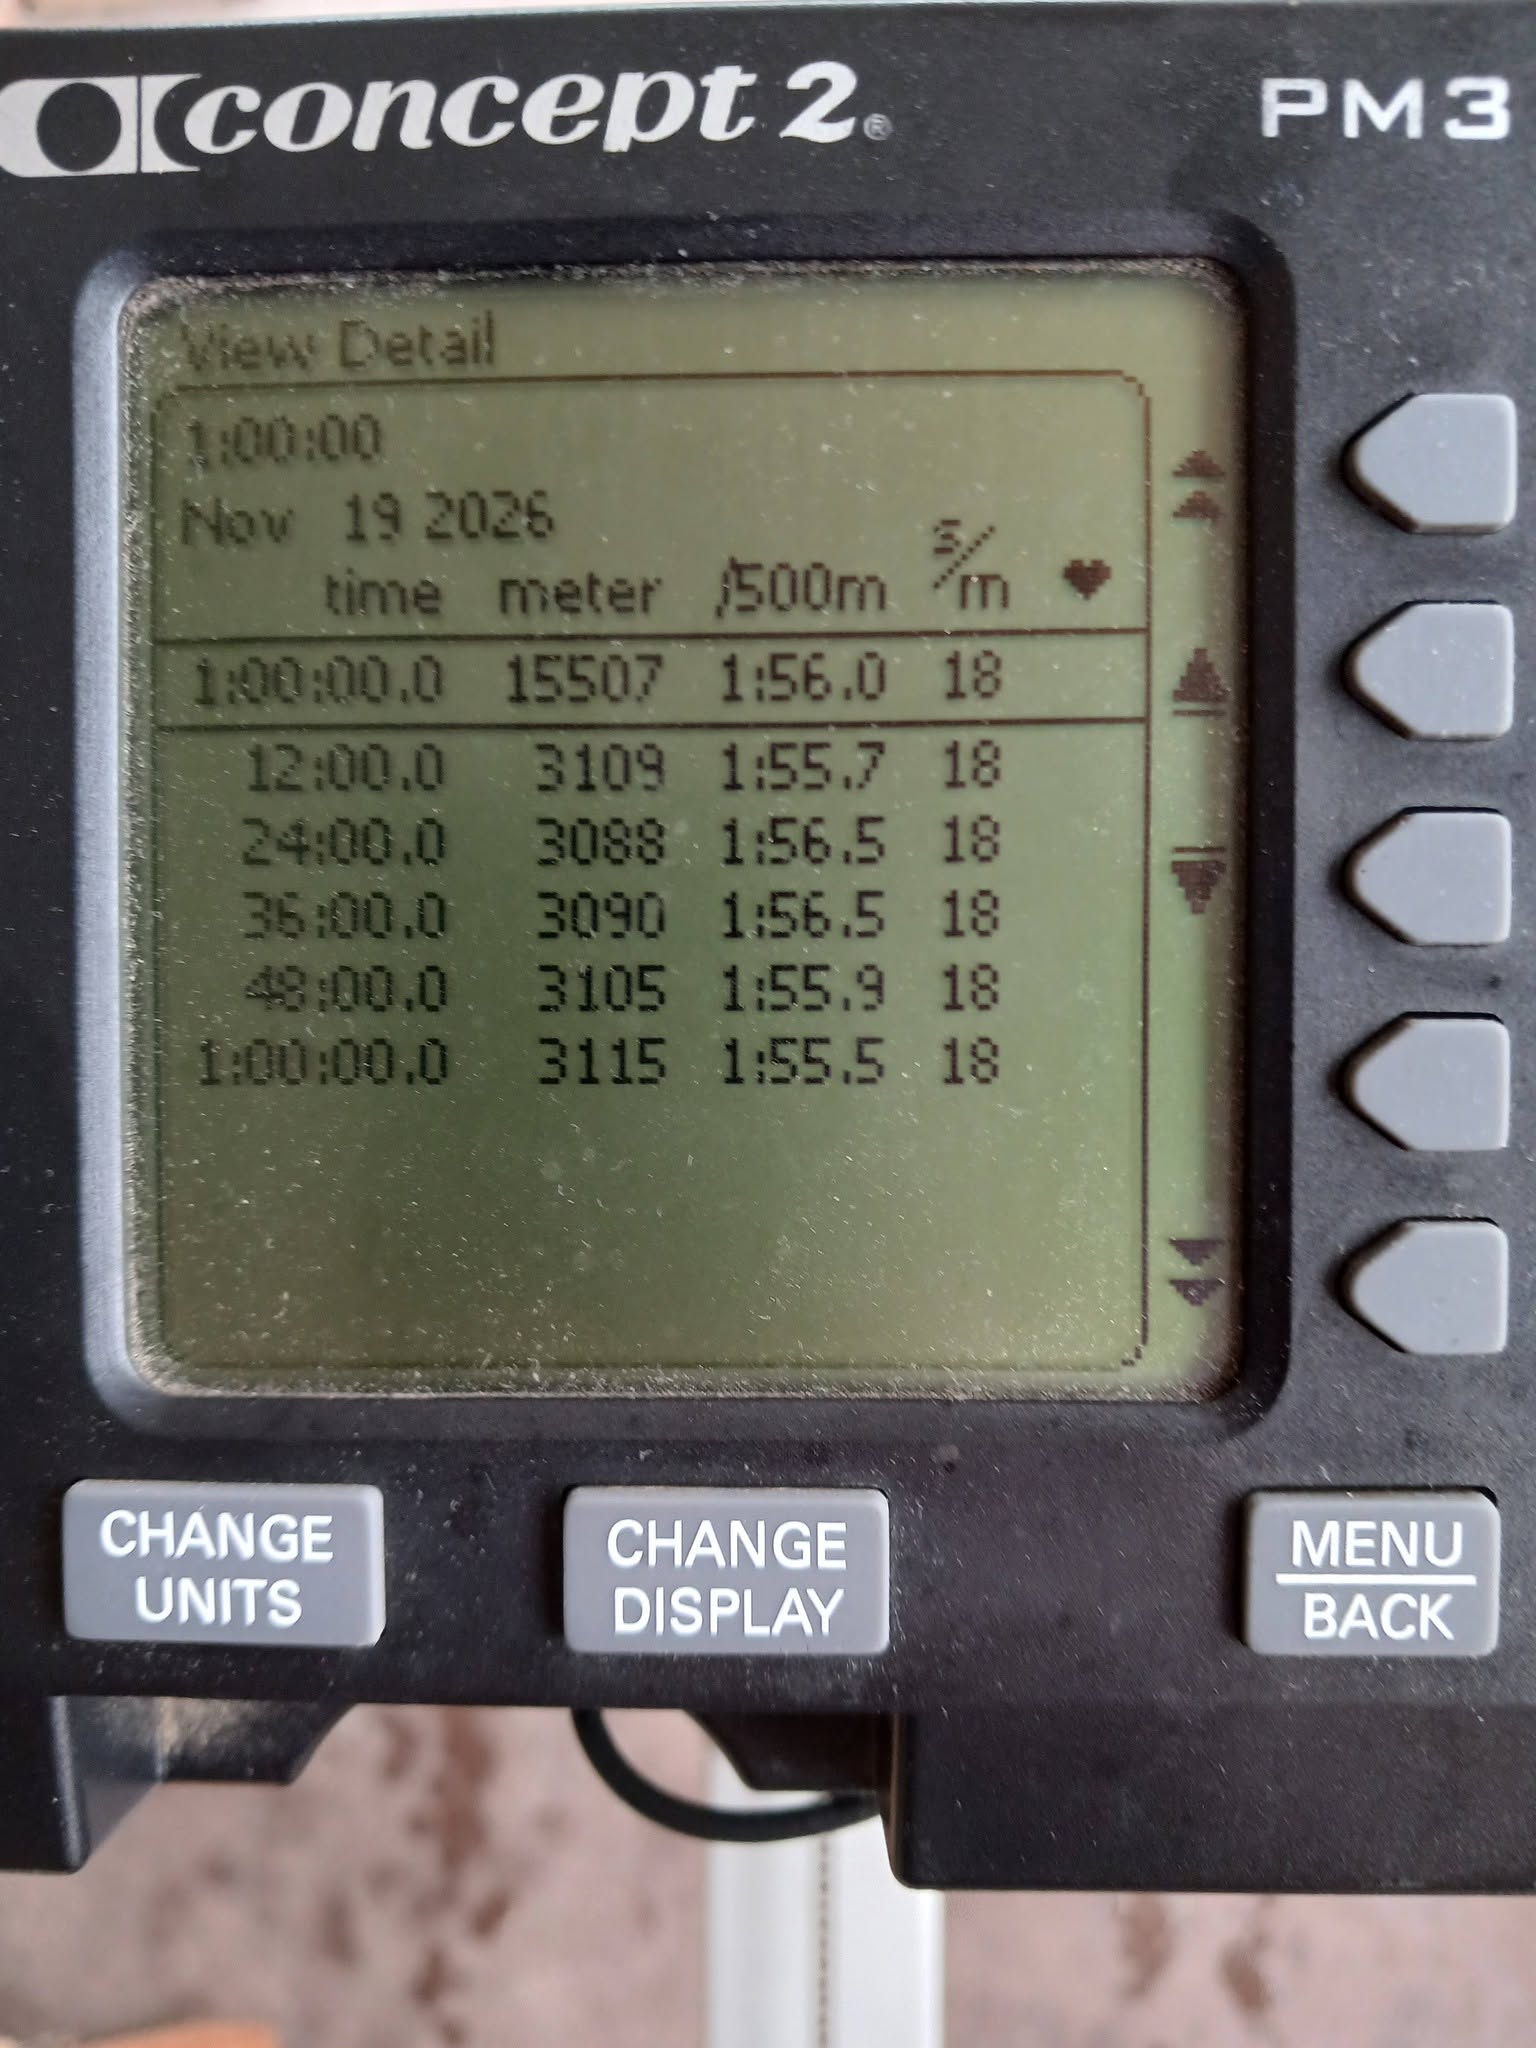 concept 2® PM3
View Detail
1:00:00
Nov 19 2026
time meter /500m s/m ♥
1:00:00.0 15507 1:56.0 18
12:00.0 3109 1:55.7 18
24:00.0 3088 1:56.5 18
36:00.0 3090 1:56.5 18
48:00.0 3105 1:55.9 18
1:00:00.0 3115 1:55.5 18
CHANGE
UNITS
CHANGE
DISPLAY
MENU
BACK